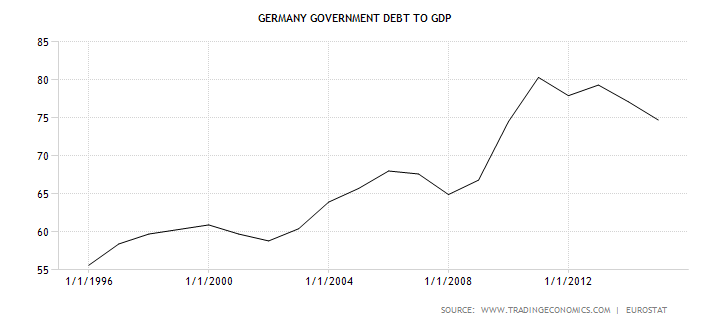 GERMANY GOVERNMENT DEBT TO GDP
85
80
75
70
65
60
55
1/1/1996 1/1/2000 1/1/2004 1/1/2008 1/1/2012
SOURCE: WWW.TRADINGECONOMICS.COM | EUROSTAT